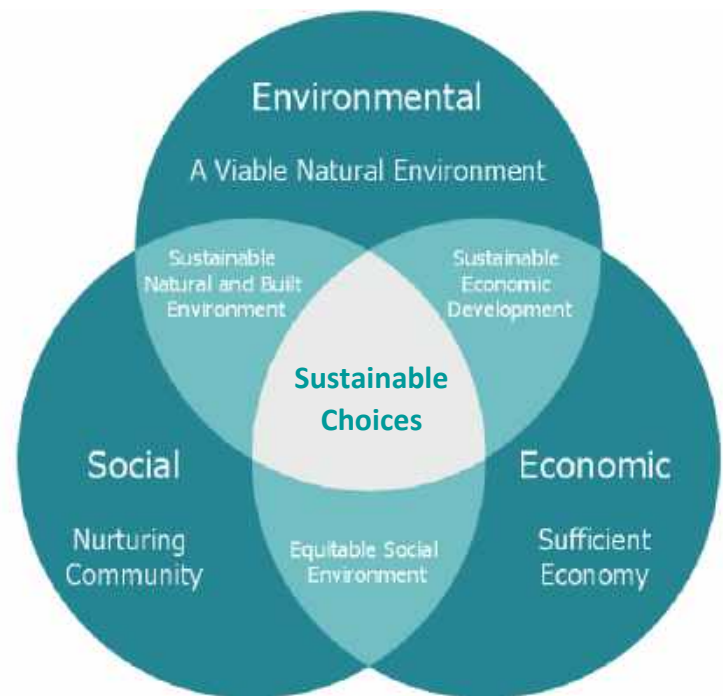 Environmental
A Viable Natural Environment
Sustainable
Natural and Built
Environment
Sustainable
Economic
Development
Sustainable
Choices
Social
Nurturing
Community
Equitable Social
Environment
Economic
Sufficient
Economy